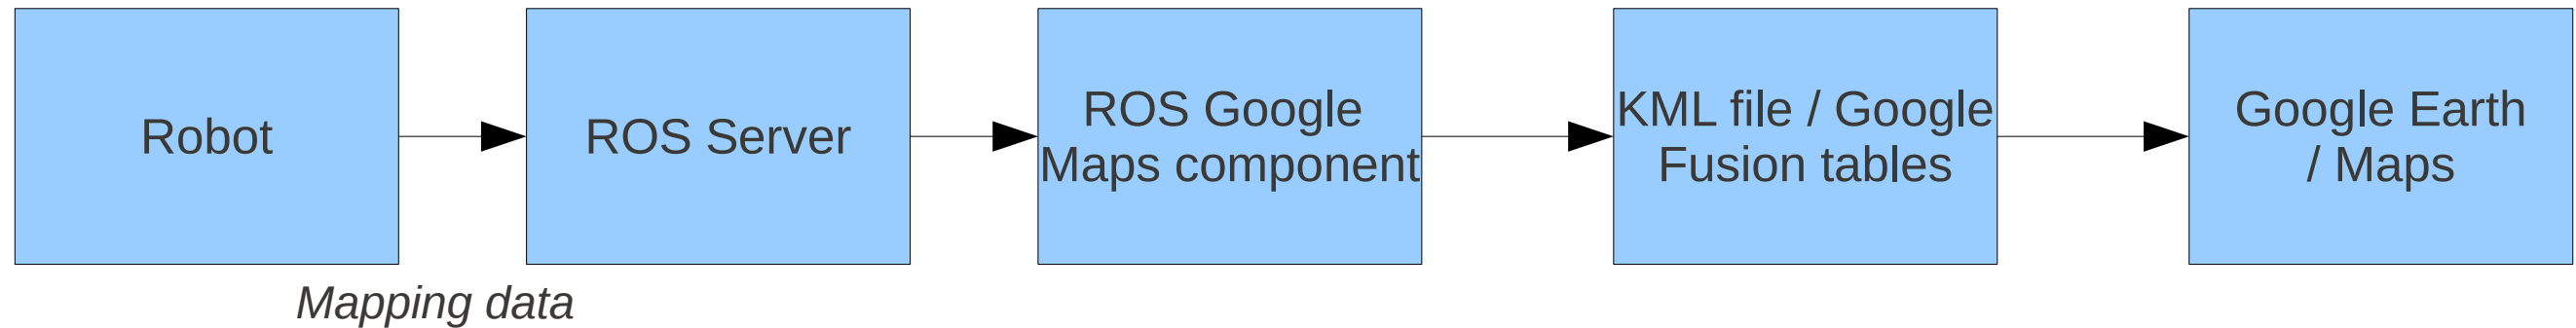 Robot
ROS Server
ROS Google
Maps component
KML file / Google
Fusion tables
Google Earth
/ Maps
Mapping data